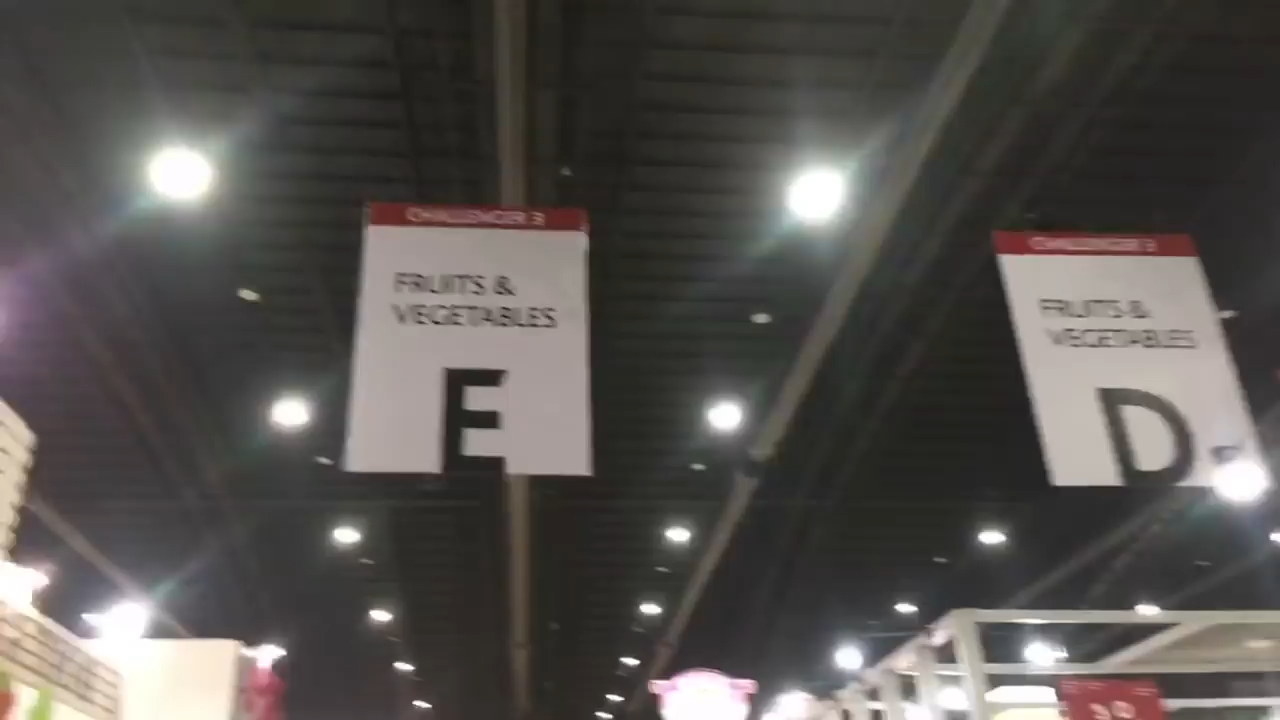 CHALLENGER 3
FRUITS &
VEGETABLES
E
CHALLENGER 3
FRUITS &
VEGETABLES
D